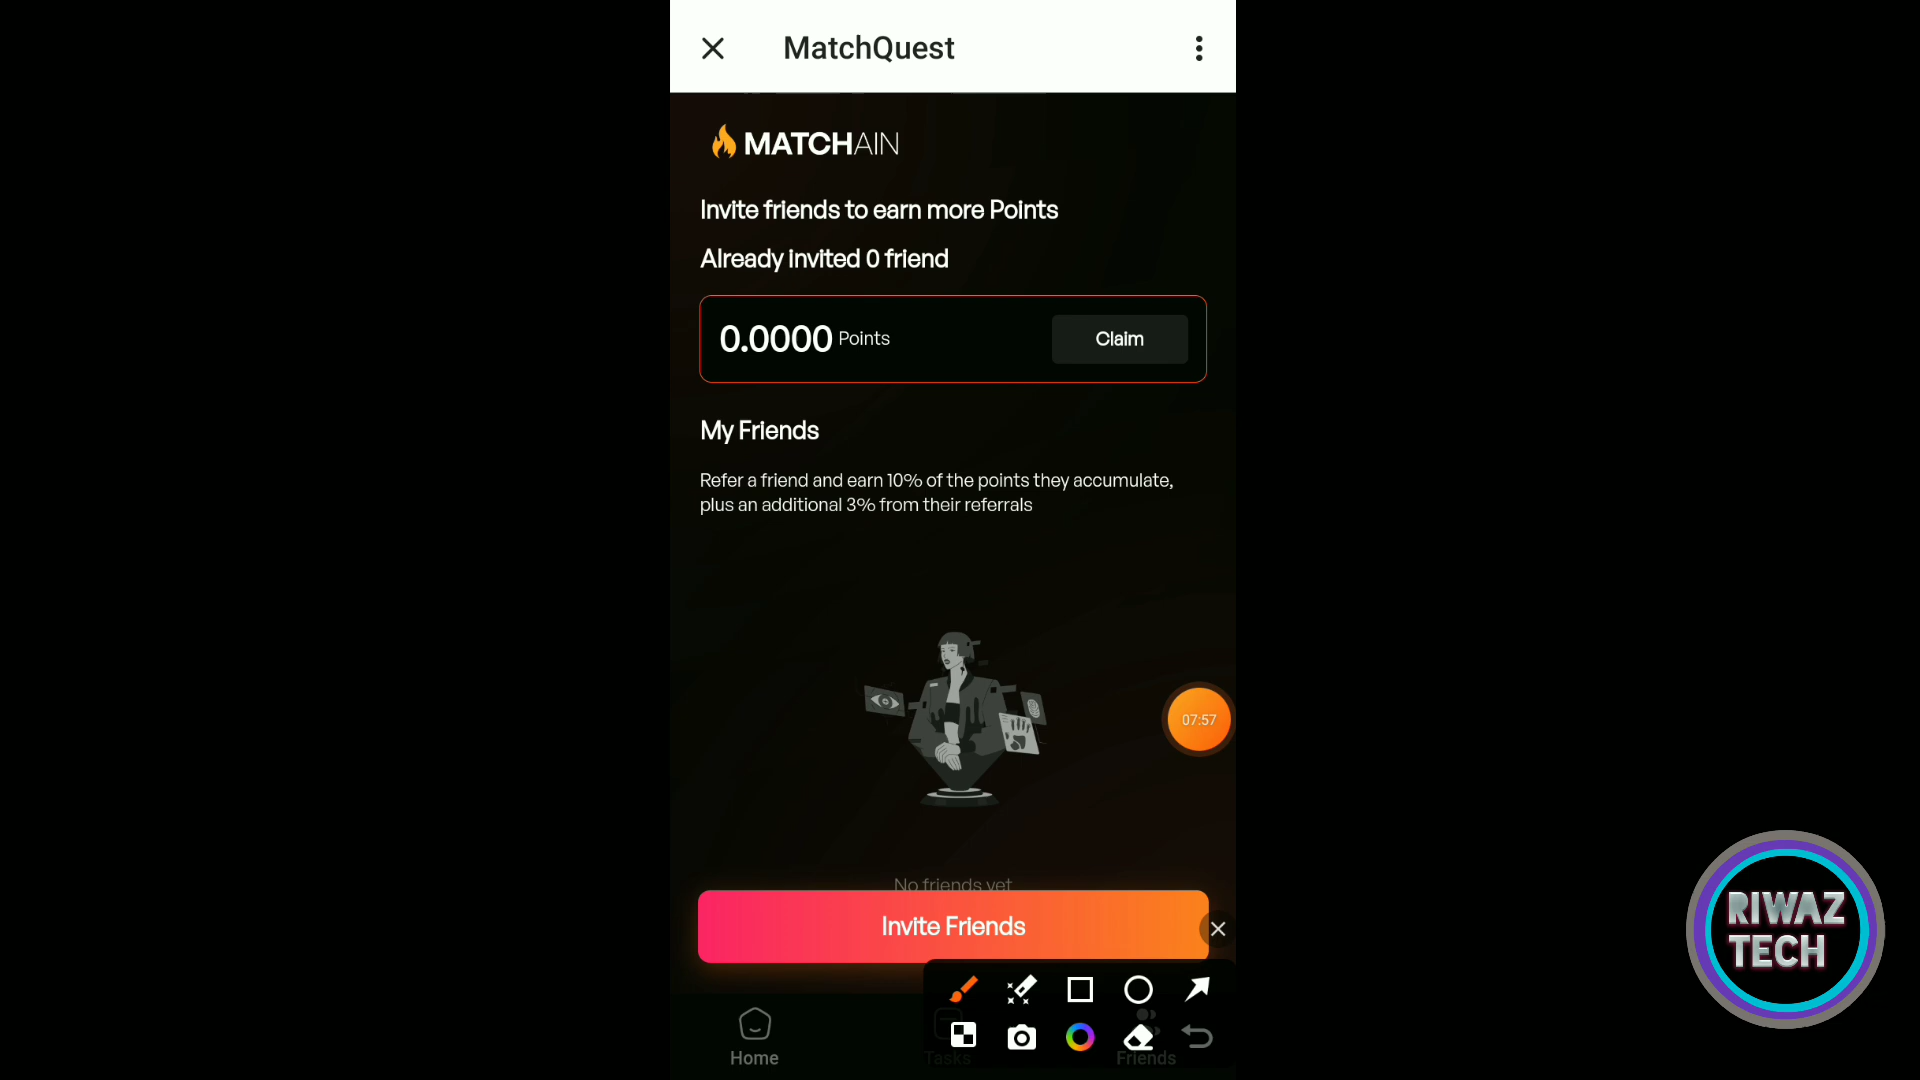 MatchQuest
MATCHAIN
Invite friends to earn more Points
Already invited 0 friend
0.0000 Points
Claim
My Friends
Refer a friend and earn 10% of the points they accumulate,
plus an additional 3% from their referrals
07:57
No friends yet
Invite Friends
Home
Tasks
Friends
RIWAZ
TECH